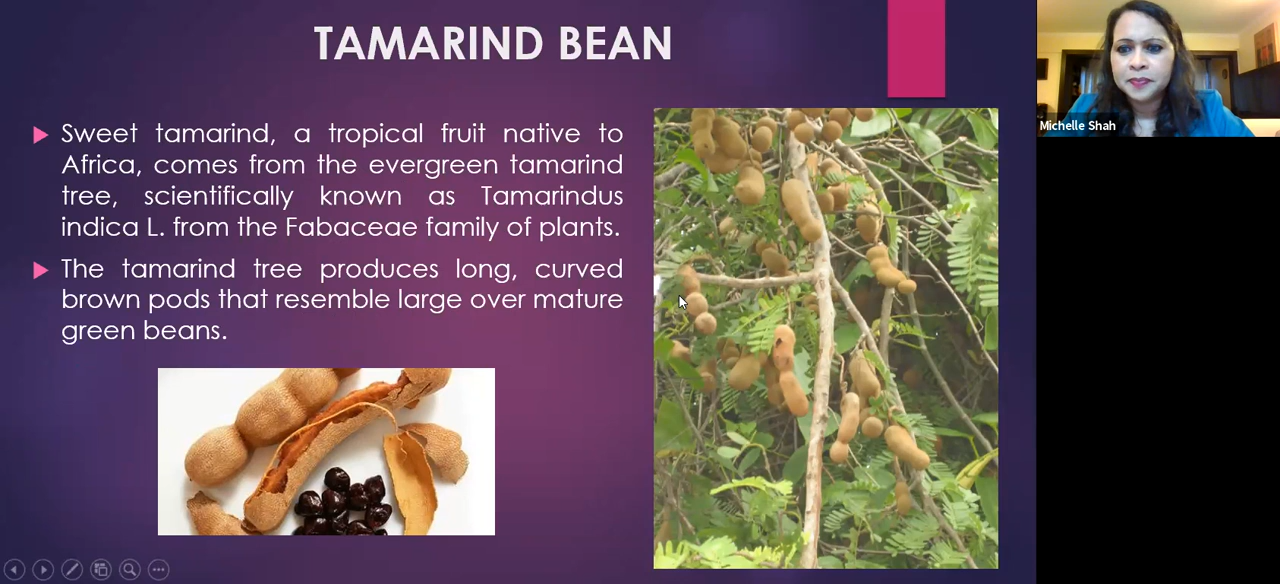 TAMARIND BEAN
Sweet tamarind, a tropical fruit native to
Africa, comes from the evergreen tamarind
tree, scientifically known as Tamarindus
indica L. from the Fabaceae family of plants.
The tamarind tree produces long, curved
brown pods that resemble large over mature
green beans.
Michelle Shah